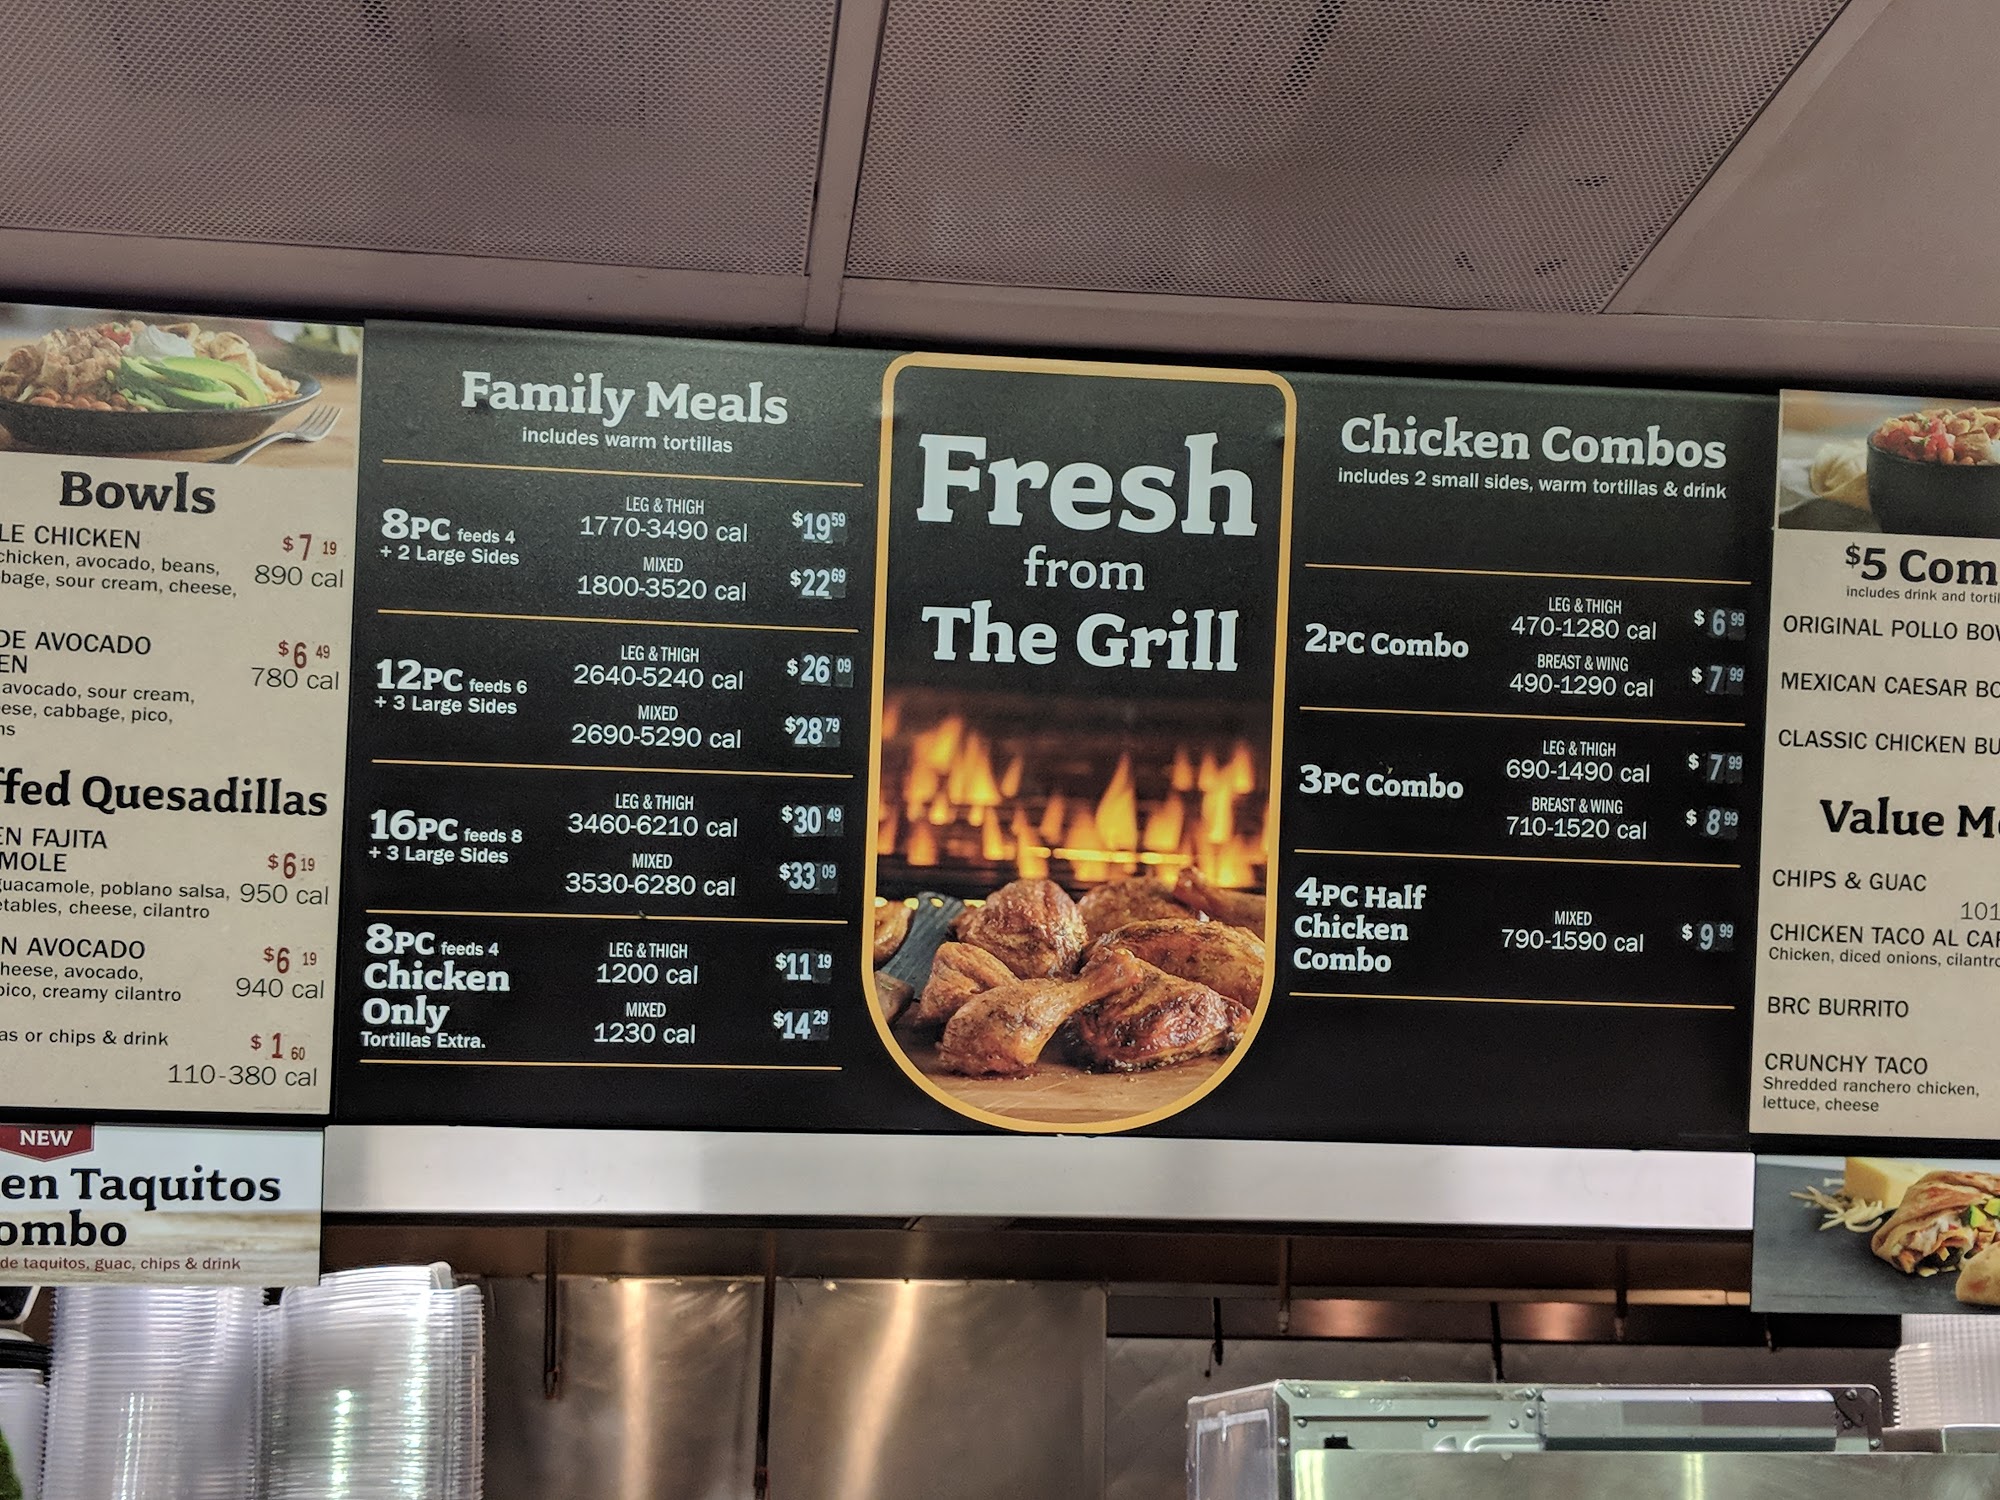 Bowls
LE CHICKEN $7 19
chicken, avocado, beans, 890 cal
bage, sour cream, cheese,
DE AVOCADO $6 49
EN 780 cal
avocado, sour cream,
ese, cabbage, pico,
ns
ffed Quesadillas
EN FAJITA
MOLE $6 19
guacamole, poblano salsa, 950 cal
etables, cheese, cilantro
N AVOCADO $6 19
heese, avocado, 940 cal
pico, creamy cilantro
as or chips & drink $1 60
110-380 cal
NEW
en Taquitos
ombo
de taquitos, guac, chips & drink
Family Meals
includes warm tortillas
8PC feeds 4
+ 2 Large Sides
LEG & THIGH
1770-3490 cal $19 59
MIXED
1800-3520 cal $22 69
12PC feeds 6
+ 3 Large Sides
LEG & THIGH
2640-5240 cal $26 09
MIXED
2690-5290 cal $28 79
16PC feeds 8
+ 3 Large Sides
LEG & THIGH
3460-6210 cal $30 49
MIXED
3530-6280 cal $33 09
8PC feeds 4
Chicken
Only
Tortillas Extra.
LEG & THIGH
1200 cal $11 19
MIXED
1230 cal $14 29
Fresh
from
The Grill
Chicken Combos
includes 2 small sides, warm tortillas & drink
2PC Combo
LEG & THIGH
470-1280 cal $6 99
BREAST & WING
490-1290 cal $7 99
3PC Combo
LEG & THIGH
690-1490 cal $7 99
BREAST & WING
710-1520 cal $8 99
4PC Half
Chicken
Combo
MIXED
790-1590 cal $9 99
$5 Com
includes drink and tortil
ORIGINAL POLLO BOW
MEXICAN CAESAR BO
CLASSIC CHICKEN BU
Value Me
CHIPS & GUAC
101
CHICKEN TACO AL CAR
Chicken, diced onions, cilantro
BRC BURRITO
CRUNCHY TACO
Shredded ranchero chicken,
lettuce, cheese